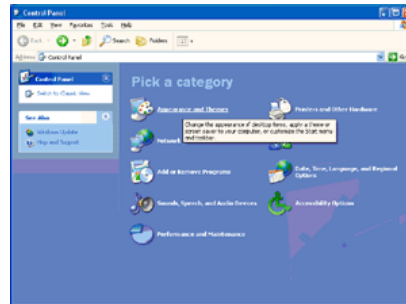 Control Panel
File Edit View Favorites Tools Help
Back Search Folders
Address Control Panel Go
Control Panel
Switch to Classic View
See Also
Windows Update
Help and Support
Pick a category
Appearance and Themes
Printers and Other Hardware
Change the appearance of desktop items, apply a theme or
screen saver to your computer, or customize the Start menu
and taskbar.
Network
Add or Remove Programs
Date, Time, Language, and Regional
Options
Sounds, Speech, and Audio Devices
Accessibility Options
Performance and Maintenance